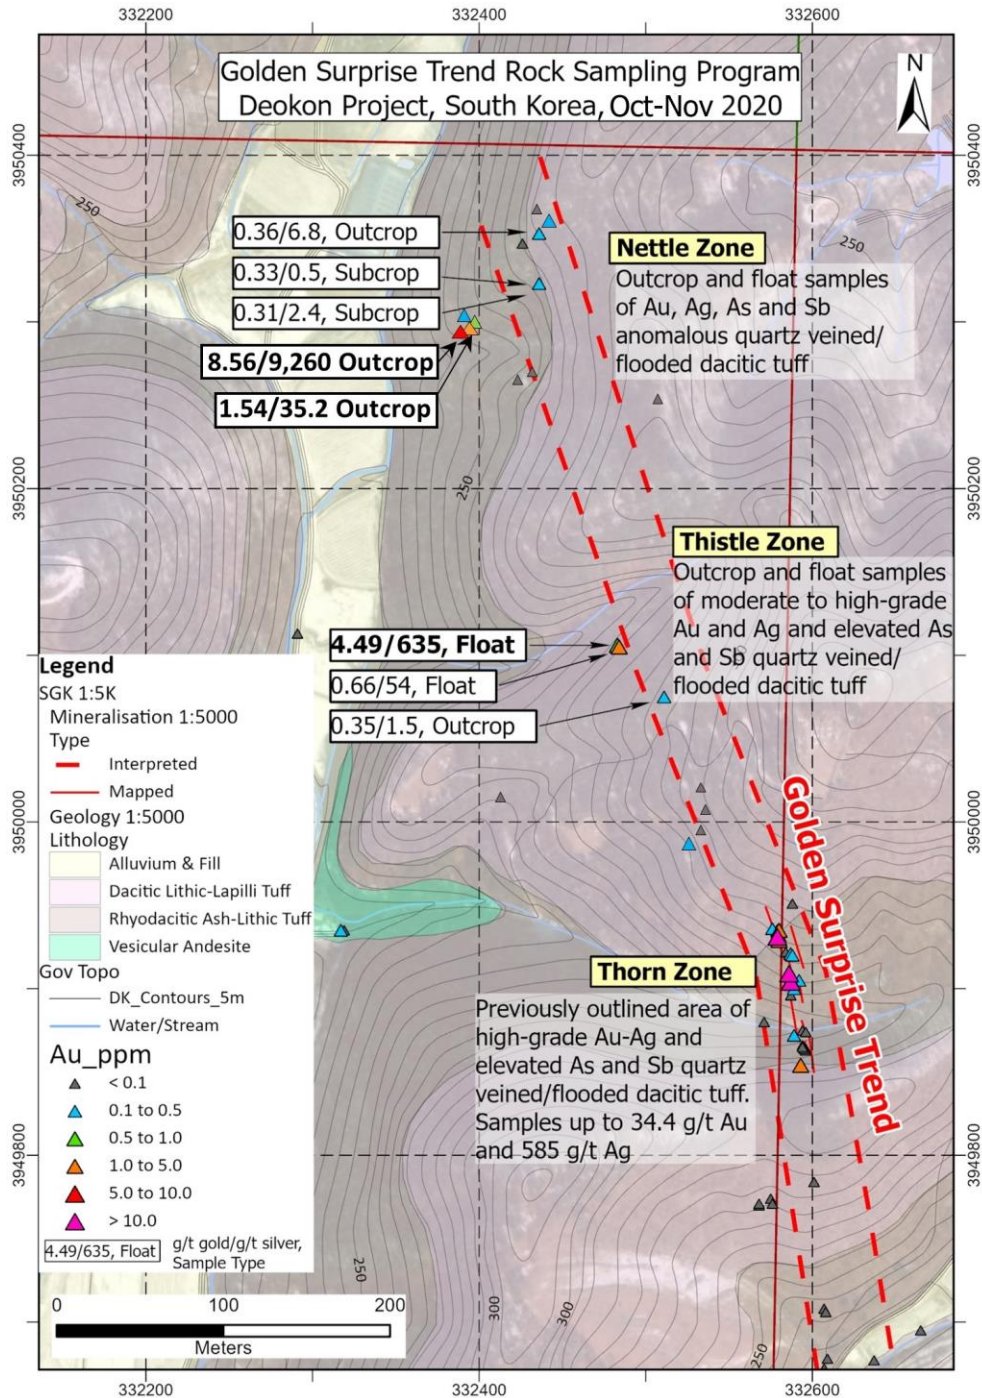 332200
332400
332600
Golden Surprise Trend Rock Sampling Program
Deokon Project, South Korea, Oct-Nov 2020
N
3950400
3950400
250
250
0.36/6.8, Outcrop
0.33/0.5, Subcrop
0.31/2.4, Subcrop
8.56/9,260 Outcrop
1.54/35.2 Outcrop
Nettle Zone
Outcrop and float samples
of Au, Ag, As and Sb
anomalous quartz veined/
flooded dacitic tuff
250
3950200
3950200
Thistle Zone
Outcrop and float samples
of moderate to high-grade
Au and Ag and elevated As
and Sb quartz veined/
flooded dacitic tuff
4.49/635, Float
0.66/54, Float
0.35/1.5, Outcrop
3950000
3950000
Golden Surprise Trend
Thorn Zone
Previously outlined area of
high-grade Au-Ag and
elevated As and Sb quartz
veined/flooded dacitic tuff.
Samples up to 34.4 g/t Au
and 585 g/t Ag
3949800
3949800
Legend
SGK 1:5K
Mineralisation 1:5000
Type
Interpreted
Mapped
Geology 1:5000
Lithology
Alluvium & Fill
Dacitic Lithic-Lapilli Tuff
Rhyodacitic Ash-Lithic Tuff
Vesicular Andesite
Gov Topo
DK_Contours_5m
Water/Stream
Au_ppm
< 0.1
0.1 to 0.5
0.5 to 1.0
1.0 to 5.0
5.0 to 10.0
> 10.0
4.49/635, Float
g/t gold/g/t silver,
Sample Type
250
300
300
250
0
100
200
Meters
332200
332400
332600